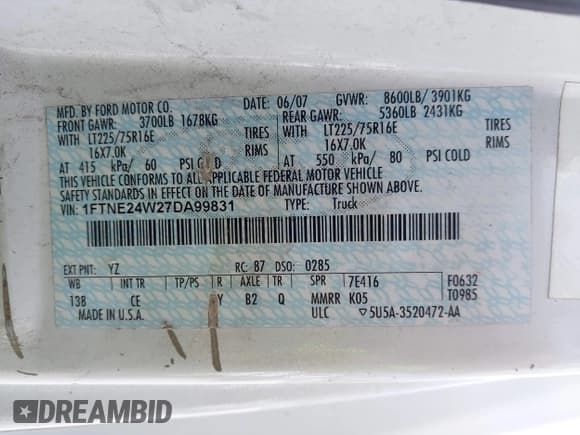 MFD. BY FORD MOTOR CO.
DATE: 06/07 GVWR: 8600LB/ 3901KG
FRONT GAWR: 3700LB 1678KG REAR GAWR: 5360LB 2431KG
WITH LT225/75R16E TIRES WITH LT225/75R16E TIRES
16X7.0K RIMS 16X7.0K RIMS
AT 415 kPa/ 60 PSI COLD AT 550 kPa/ 80 PSI COLD
THIS VEHICLE CONFORMS TO ALL APPLICABLE FEDERAL MOTOR VEHICLE
SAFETY STANDARDS IN EFFECT ON THE DATE OF MANUFACTURE SHOWN ABOVE.
VIN: 1FTNE24W27DA99831 TYPE: Truck
EXT PNT: YZ RC: 87 DSO: 0285
WB INT TR TP/PS R AXLE TR SPR 7E416 F0632
138 CE Y B2 Q MMRR K05 T0985
MADE IN U.S.A. ULC 5U5A-3520472-AA
DREAMBID